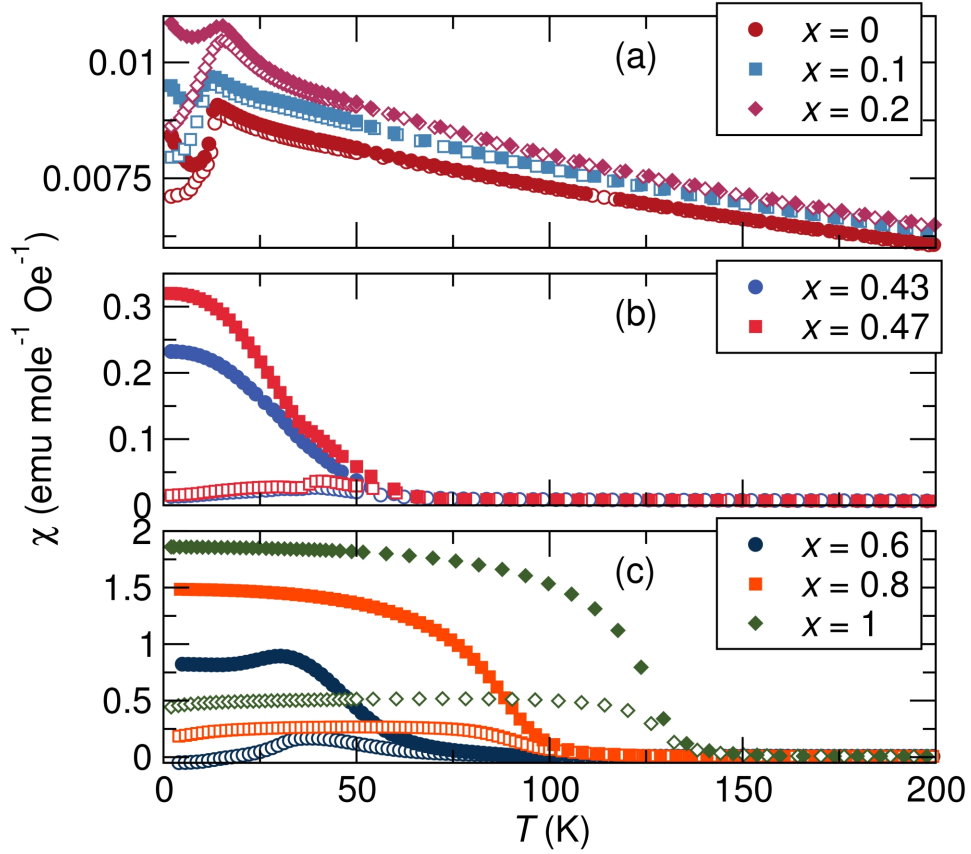 (a)
x = 0
x = 0.1
x = 0.2
0.01
0.0075
(b)
x = 0.43
x = 0.47
0.3
0.2
0.1
0
χ (emu mole⁻¹ Oe⁻¹)
(c)
x = 0.6
x = 0.8
x = 1
2
1.5
1
0.5
0
0 50 100 150 200
T (K)